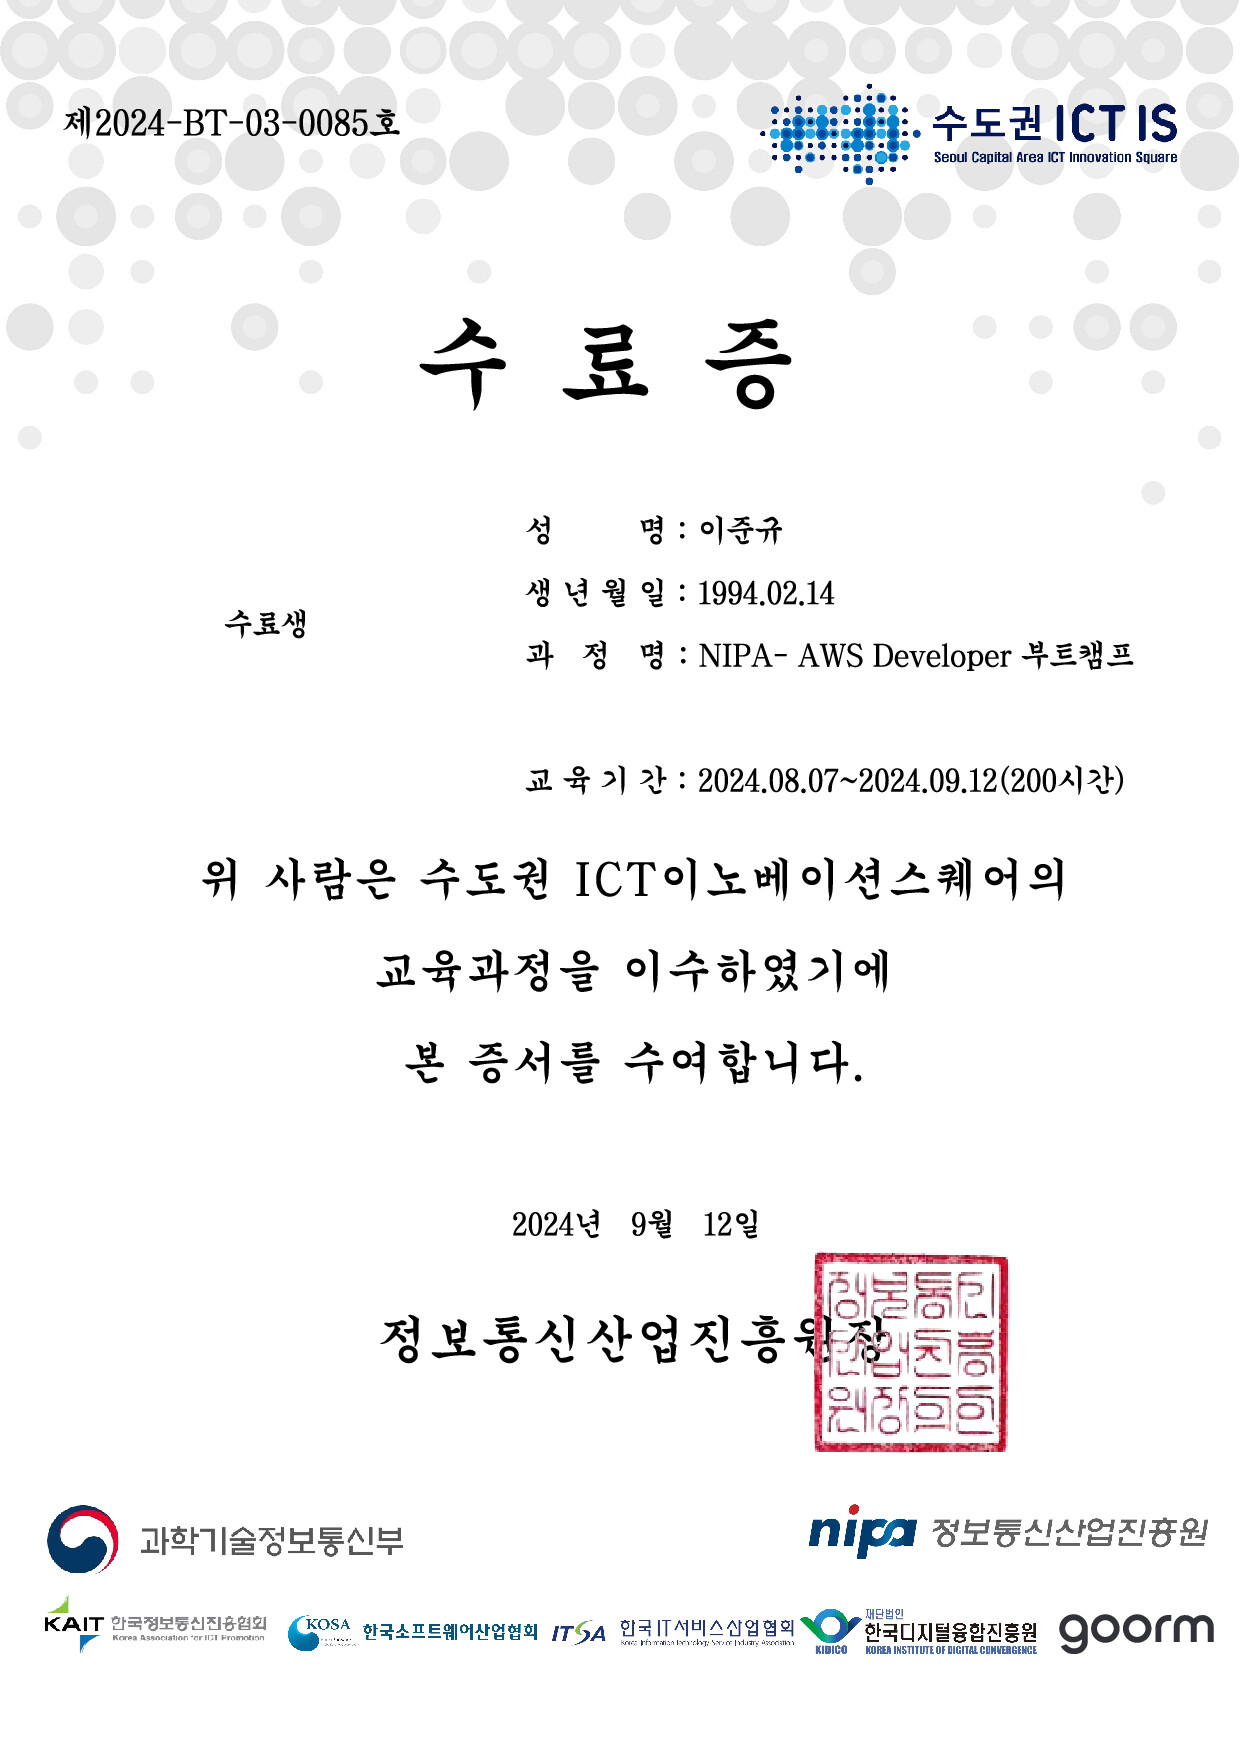 제2024-BT-03-0085호
수도권 ICT IS
Seoul Capital Area ICT Innovation Square
수 료 증
수료생
성 명 : 이준규
생 년 월 일 : 1994.02.14
과 정 명 : NIPA- AWS Developer 부트캠프
교 육 기 간 : 2024.08.07~2024.09.12(200시간)
위 사람은 수도권 ICT이노베이션스퀘어의
교육과정을 이수하였기에
본 증서를 수여합니다.
2024년 9월 12일
정보통신산업진흥원장
과학기술정보통신부
nipa 정보통신산업진흥원
KAIT 한국정보통신진흥협회
Korea Association for ICT Promotion
KOSA 한국소프트웨어산업협회
ITSA 한국IT서비스산업협회
Korea Information Technology Service Industry Association
KIDICO
재단법인
한국디지털융합진흥원
KOREA INSTITUTE OF DIGITAL CONVERGENCE
goorm